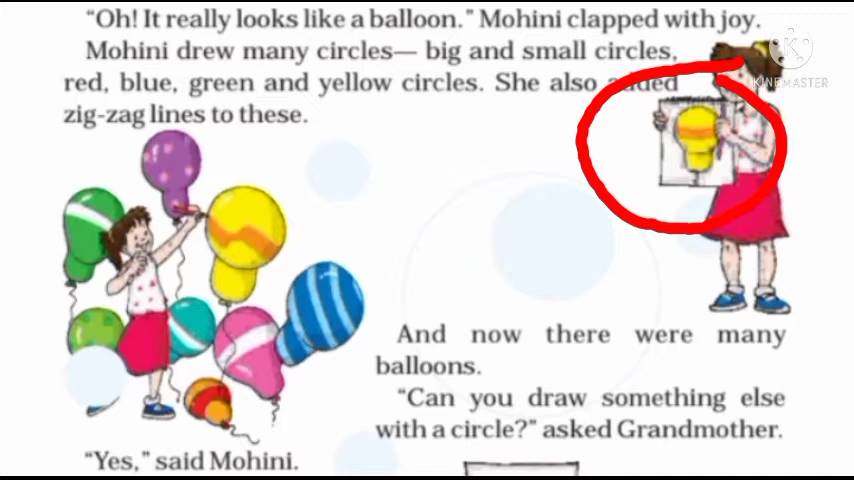 “Oh! It really looks like a balloon.” Mohini clapped with joy.
Mohini drew many circles— big and small circles,
red, blue, green and yellow circles. She also added
zig-zag lines to these.
KINEMASTER
And now there were many
balloons.
“Can you draw something else
with a circle?” asked Grandmother.
“Yes,” said Mohini.